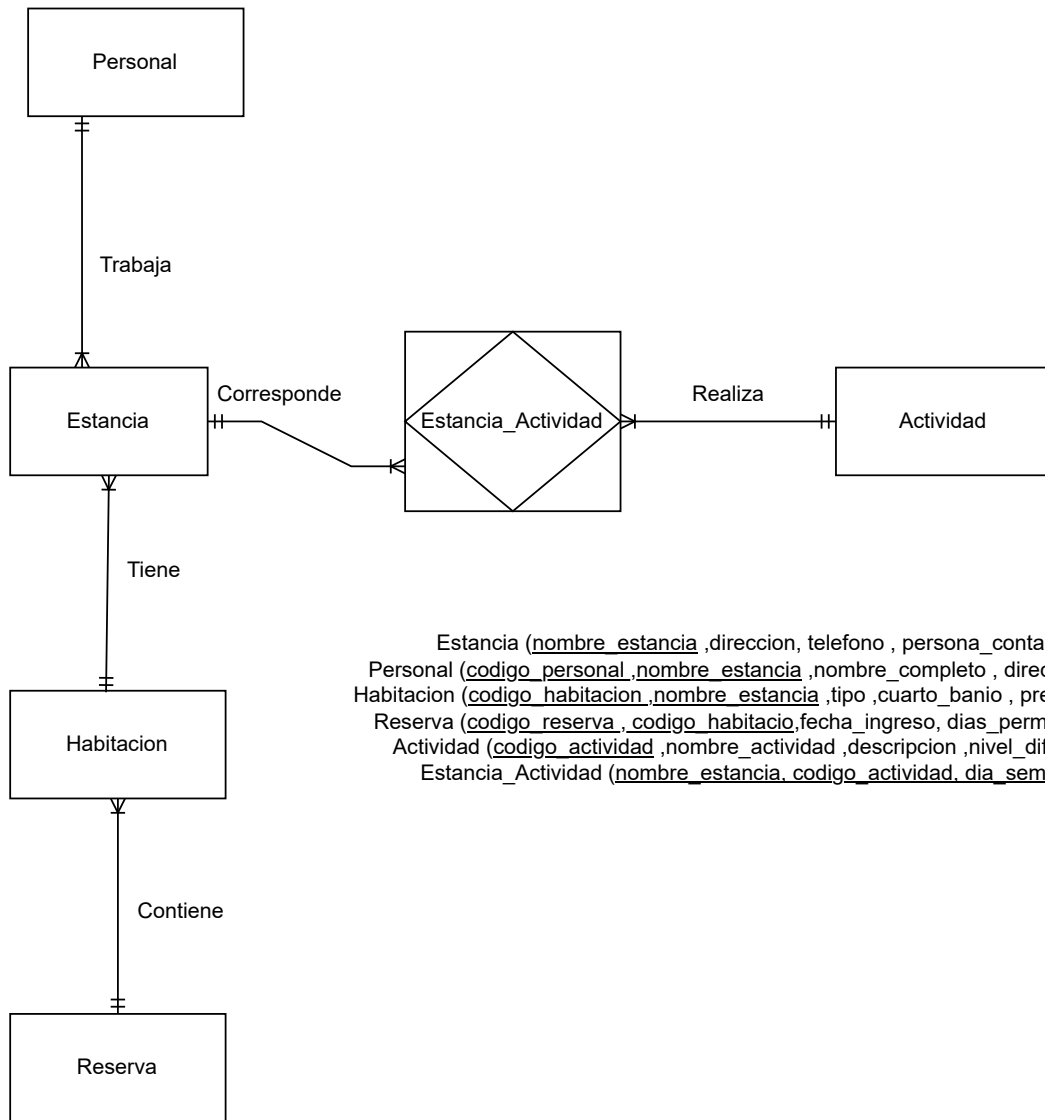 Personal
Trabaja
Estancia
Corresponde
Estancia_Actividad
Realiza
Actividad
Tiene
Estancia (nombre_estancia ,direccion, telefono , persona_conta
Personal (codigo_personal ,nombre_estancia ,nombre_completo , direc
Habitacion (codigo_habitacion ,nombre_estancia ,tipo ,cuarto_banio , pre
Reserva (codigo_reserva , codigo_habitacio,fecha_ingreso, dias_perm
Actividad (codigo_actividad ,nombre_actividad ,descripcion ,nivel_dif
Estancia_Actividad (nombre_estancia, codigo_actividad, dia_sem
Habitacion
Contiene
Reserva